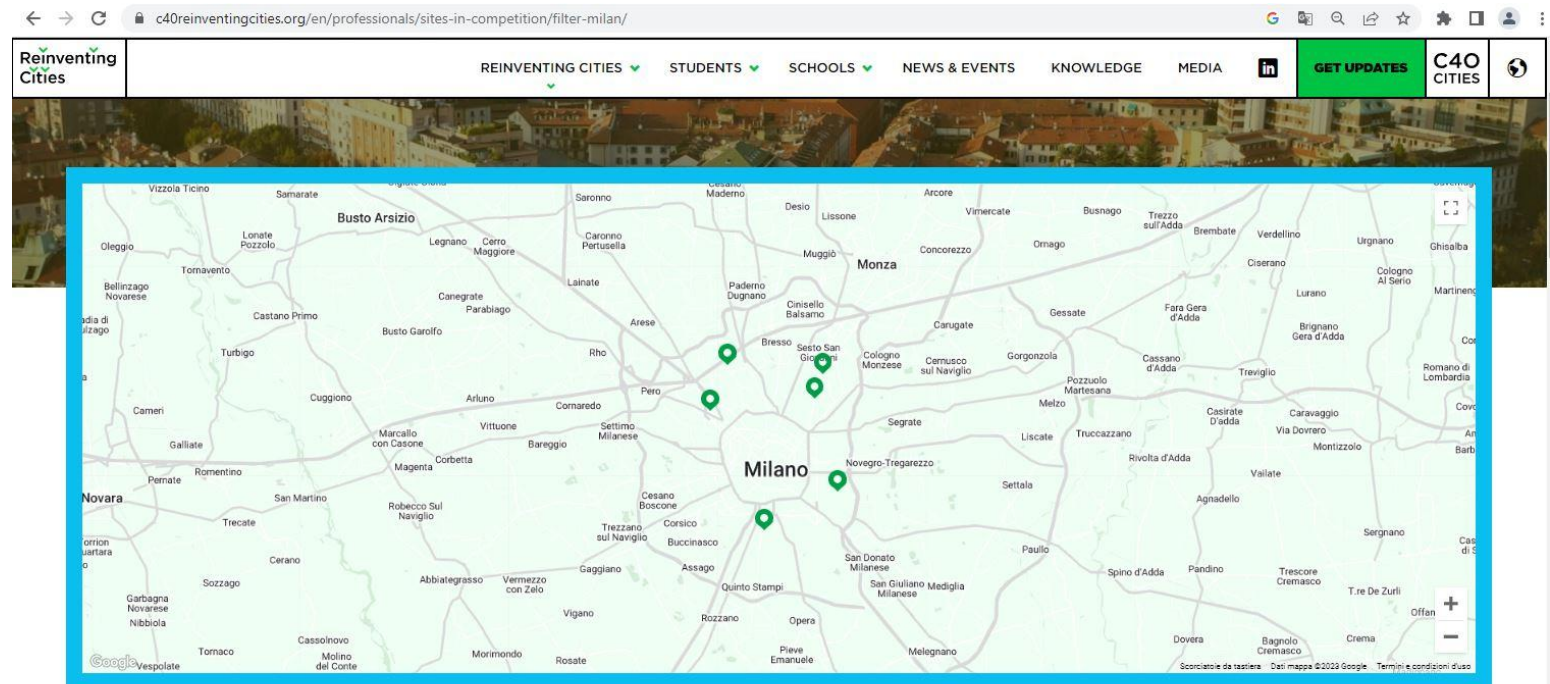 c40reinventingcities.org/en/professionals/sites-in-competition/filter-milan/
Reinventing
Cities
REINVENTING CITIES
STUDENTS
SCHOOLS
NEWS & EVENTS
KNOWLEDGE
MEDIA
in
GET UPDATES
C40
CITIES
Vizzola Ticino
Samarate
Saronno
Cesano
Maderno
Desio
Lissone
Arcore
Vimercate
Busnago
Trezzo
sull'Adda
Brembate
Verdellino
Urgnano
Ghisalba
Busto Arsizio
Oleggio
Lonate
Pozzolo
Legnano
Cerro
Maggiore
Caronno
Pertusella
Muggiò
Monza
Concorezzo
Ornago
Ciserano
Cologno
Al Serio
Tornavento
Bellinzago
Novarese
Canegrate
Parabiago
Lainate
Paderno
Dugnano
Cinisello
Balsamo
Lurano
Martineng
Castano Primo
Busto Garolfo
Arese
Carugate
Gessate
Fara Gera
d'Adda
Brignano
Gera d'Adda
Turbigo
Rho
Bresso
Sesto San
Cologno
Monzese
Cernusco
sul Naviglio
Gorgonzola
Cassano
d'Adda
Treviglio
Romano di
Lombardia
Pozzuolo
Martesana
Cuggiono
Arluno
Pero
Cornaredo
Melzo
Cameri
Casirate
D'adda
Caravaggio
Via Dovrero
Montizzolo
Galliate
Marcallo
con Casone
Vittuone
Bareggio
Settimo
Milanese
Segrate
Liscate
Truccazzano
Romentino
Pernate
Magenta
Corbetta
Milano
Novegro-Tregarezzo
Rivolta d'Adda
Vailate
Novara
San Martino
Robecco Sul
Naviglio
Cesano
Boscone
Settala
Agnadello
Trecate
Trezzano
sul Naviglio
Corsico
Buccinasco
Sergnano
Cerano
Gaggiano
Assago
San Donato
Milanese
Paullo
Spino d'Adda
Pandino
Trescore
Cremasco
Sozzago
Abbiategrasso
Vermezzo
con Zelo
Quinto Stampi
San Giuliano
Milanese
Mediglia
T.re De Zurli
Garbagna
Novarese
Nibbiola
Vigano
Rozzano
Opera
Offan
Cassolnovo
Tornaco
Molino
del Conte
Morimondo
Rosate
Pieve
Emanuele
Melegnano
Dovera
Bagnolo
Cremasco
Crema
Vespolate
Google
Scorciatoie da tastiera
Dati mappa ©2023 Google
Termini e condizioni d'uso